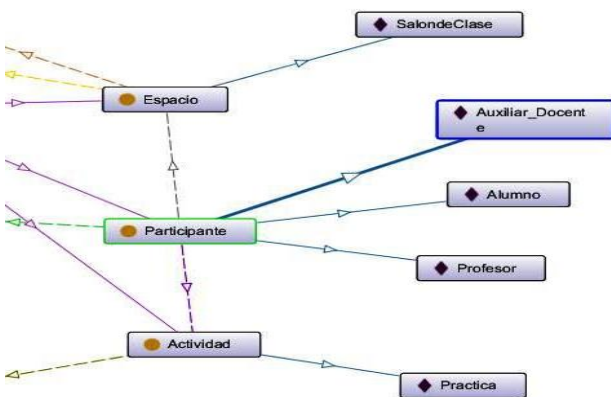 SalondeClase
Espacio
Auxiliar_Docent
e
Alumno
Participante
Profesor
Actividad
Practica